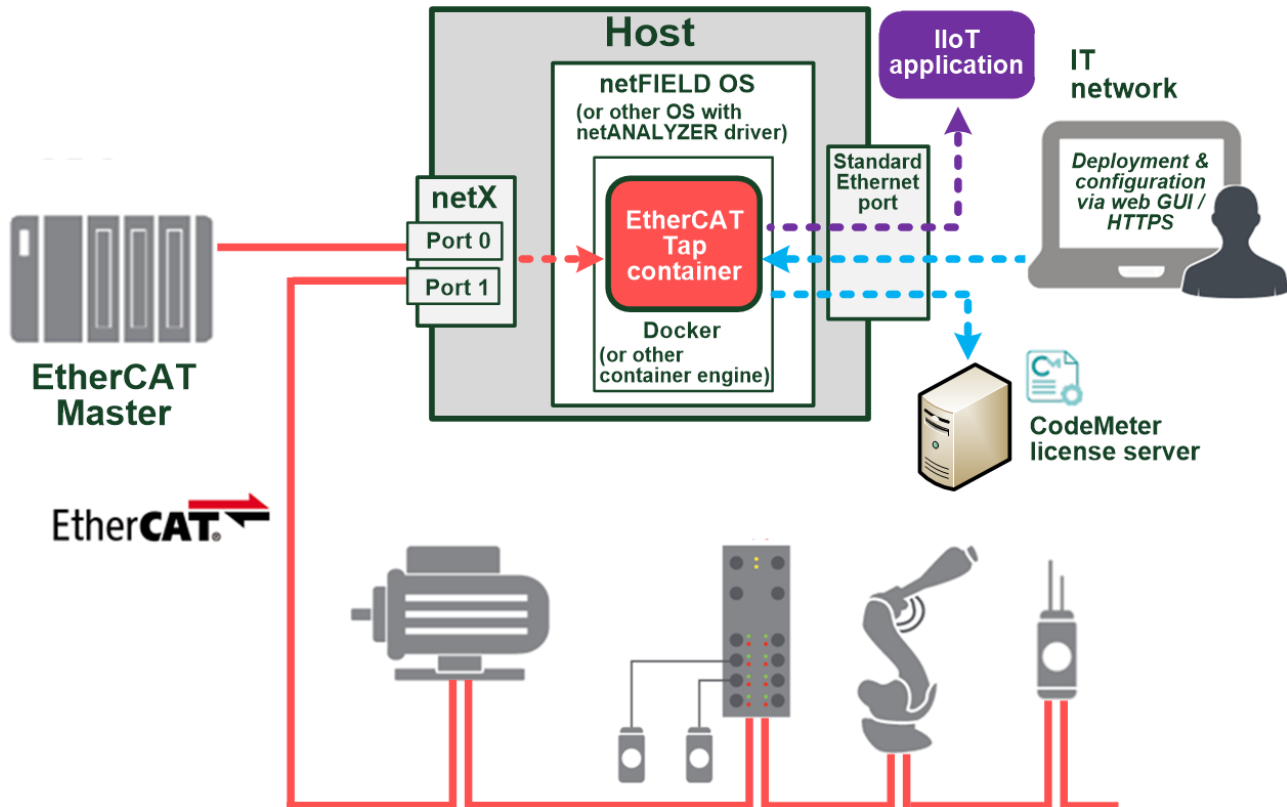 Host
netFIELD OS
(or other OS with
netANALYZER driver)
IIoT
application
IT
network
Deployment &
configuration
via web GUI /
HTTPS
Standard
Ethernet
port
netX
Port 0
Port 1
EtherCAT
Tap
container
Docker
(or other
container engine)
EtherCAT
Master
CM
CodeMeter
license server
EtherCAT®